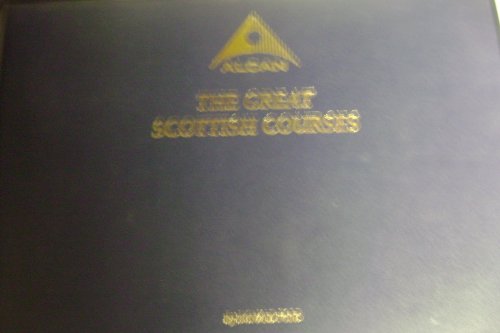 ALCAN
THE GREAT
SCOTTISH COURSES